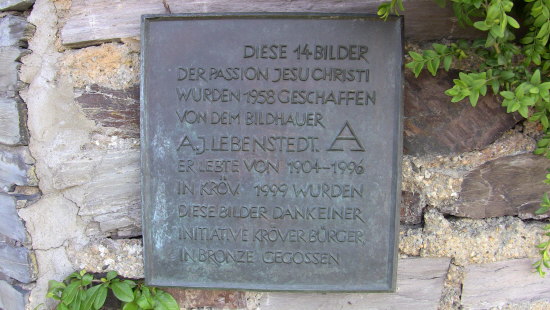 DIESE 14 BILDER
DER PASSION JESU CHRISTI
WURDEN 1958 GESCHAFFEN
VON DEM BILDHAUER
A.J. LEBENSTEDT.
ER LEBTE VON 1904-1996
IN KRÖV. 1999 WURDEN
DIESE BILDER DANK EINER
INITIATIVE KRÖVER BÜRGER
IN BRONZE GEGOSSEN